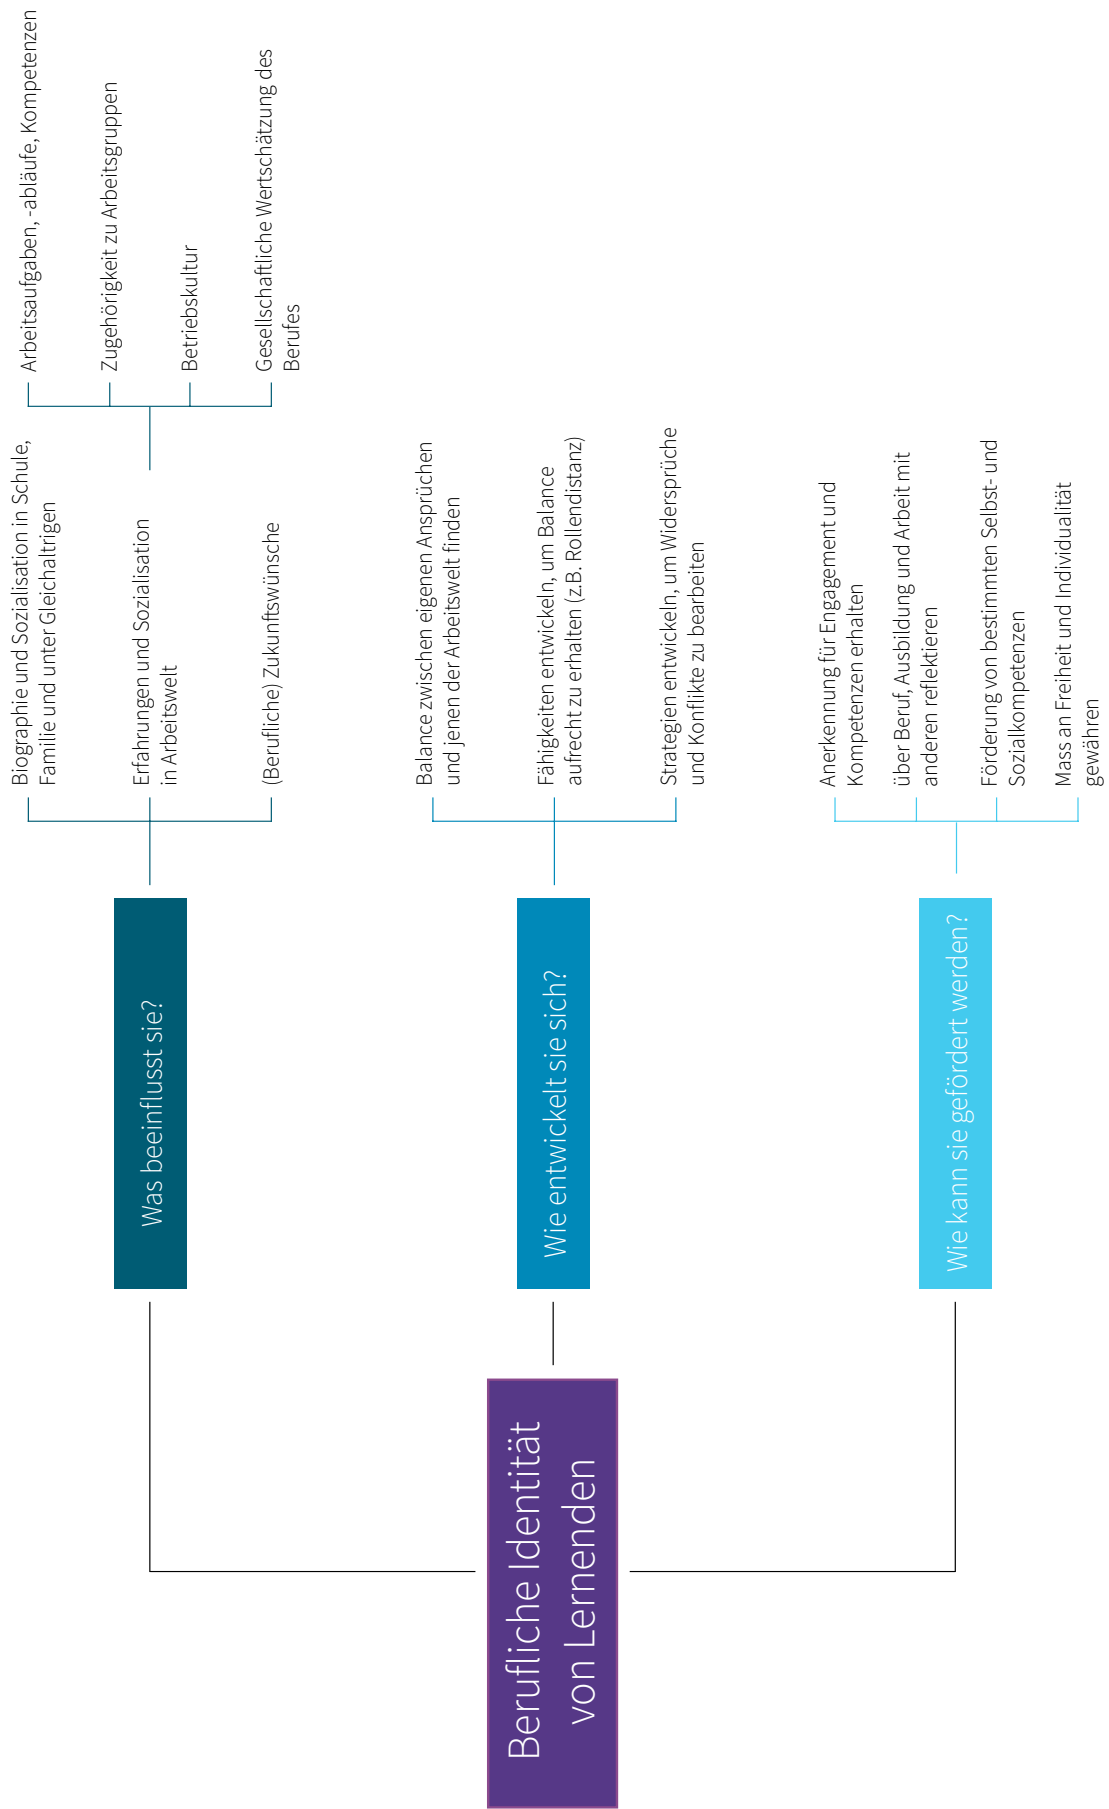 Berufliche Identität
von Lernenden
Was beeinflusst sie?
Biographie und Sozialisation in Schule,
Familie und unter Gleichaltrigen
Erfahrungen und Sozialisation
in Arbeitswelt
Arbeitsaufgaben, -abläufe, Kompetenzen
Zugehörigkeit zu Arbeitsgruppen
Betriebskultur
Gesellschaftliche Wertschätzung des
Berufes
(Berufliche) Zukunftswünsche
Wie entwickelt sie sich?
Balance zwischen eigenen Ansprüchen
und jenen der Arbeitswelt finden
Fähigkeiten entwickeln, um Balance
aufrecht zu erhalten (z.B. Rollendistanz)
Strategien entwickeln, um Widersprüche
und Konflikte zu bearbeiten
Wie kann sie gefördert werden?
Anerkennung für Engagement und
Kompetenzen erhalten
über Beruf, Ausbildung und Arbeit mit
anderen reflektieren
Förderung von bestimmten Selbst- und
Sozialkompetenzen
Mass an Freiheit und Individualität
gewähren